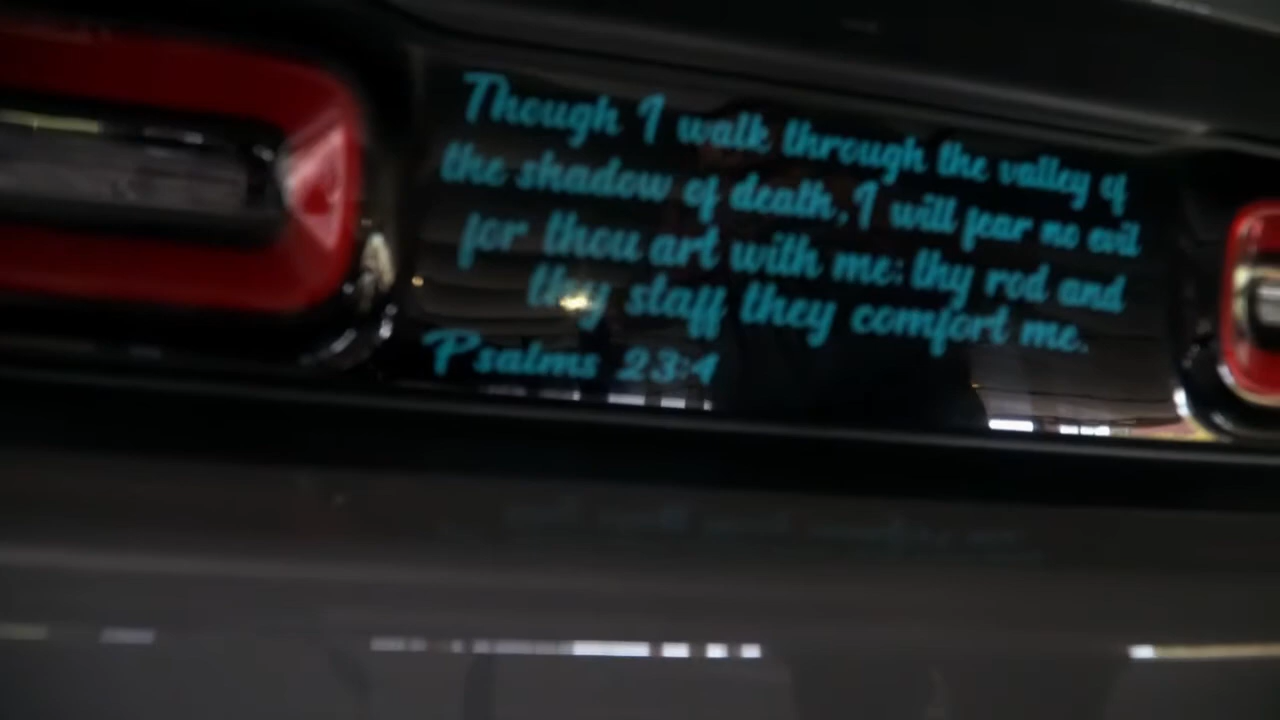 Though I walk through the valley of
the shadow of death, I will fear no evil
for thou art with me: thy rod and
thy staff they comfort me.
Psalms 23:4